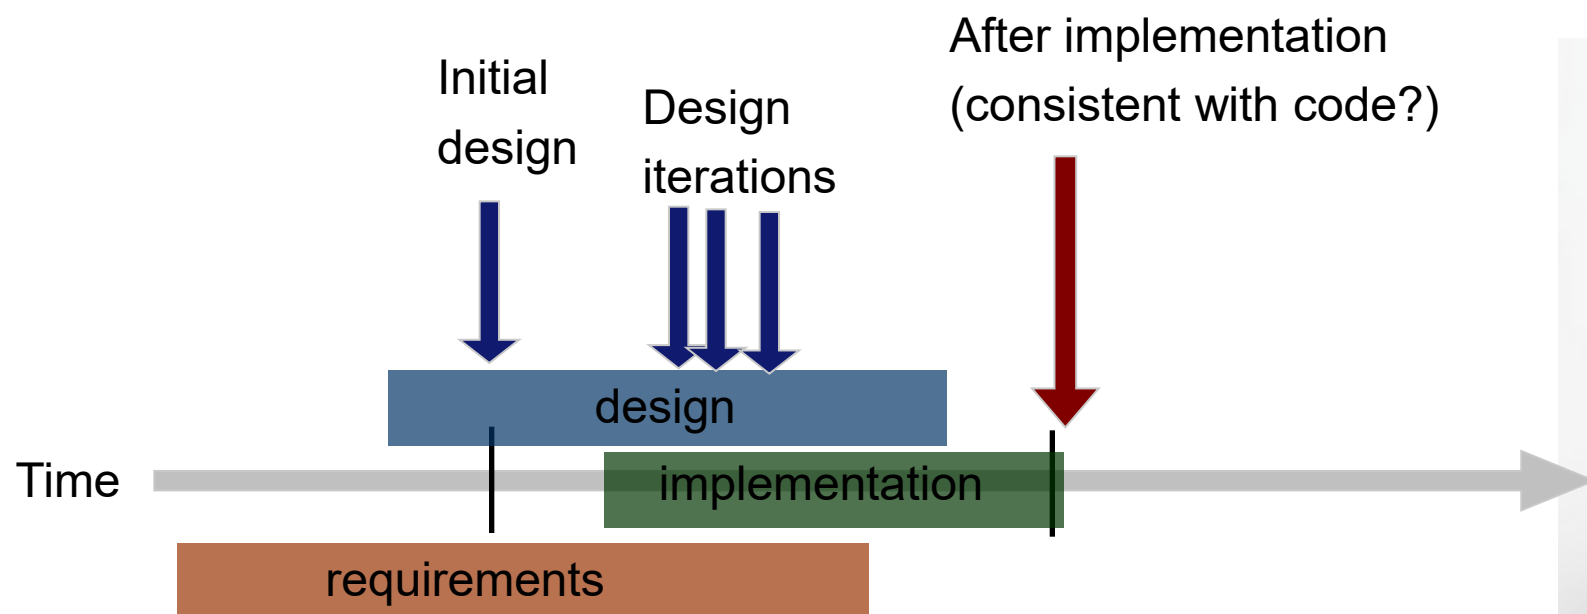 After implementation
(consistent with code?)
Initial
design
Design
iterations
design
Time
implementation
requirements